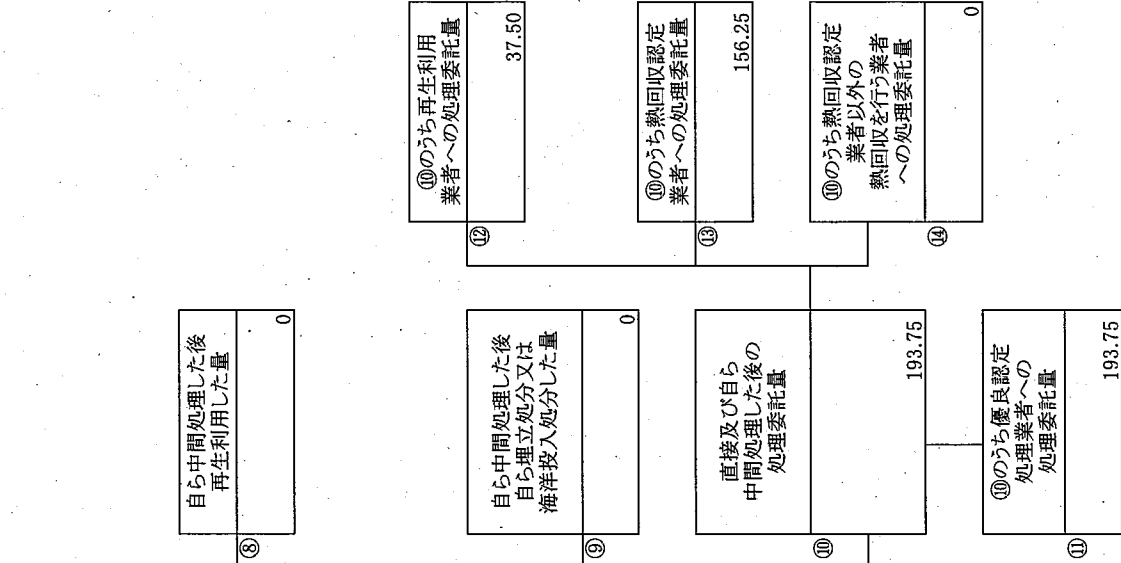 ⑧
自ら中間処理した後
再生利用した量
0
⑨
自ら中間処理した後
自ら埋立処分又は
海洋投入処分した量
0
⑩
直接及び自ら
中間処理した後の
処理委託量
193.75
⑪
⑩のうち優良認定
処理業者への
処理委託量
193.75
⑫
⑩のうち再生利用
業者への処理委託量
37.50
⑬
⑩のうち熱回収認定
業者への処理委託量
156.25
⑭
⑩のうち熱回収認定
業者以外の
熱回収を行う業者
への処理委託量
0